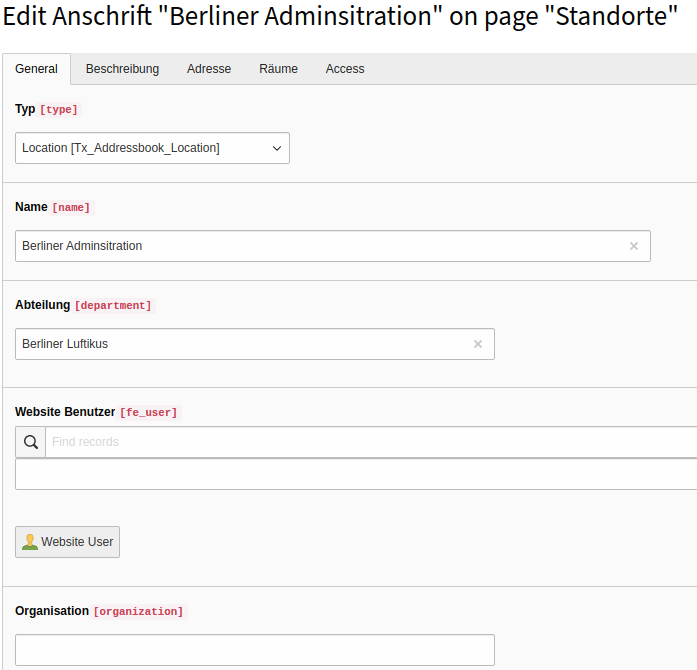 Edit Anschrift "Berliner Adminsitration" on page "Standorte"
General Beschreibung Adresse Räume Access
Typ [type]
Location [Tx_Addressbook_Location]
Name [name]
Berliner Adminsitration
Abteilung [department]
Berliner Luftikus
Website Benutzer [fe_user]
Find records
Website User
Organisation [organization]